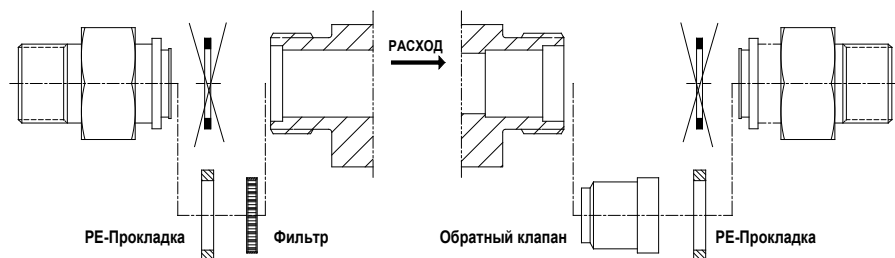 РАСХОД
PE-Прокладка
Фильтр
Обратный клапан
PE-Прокладка